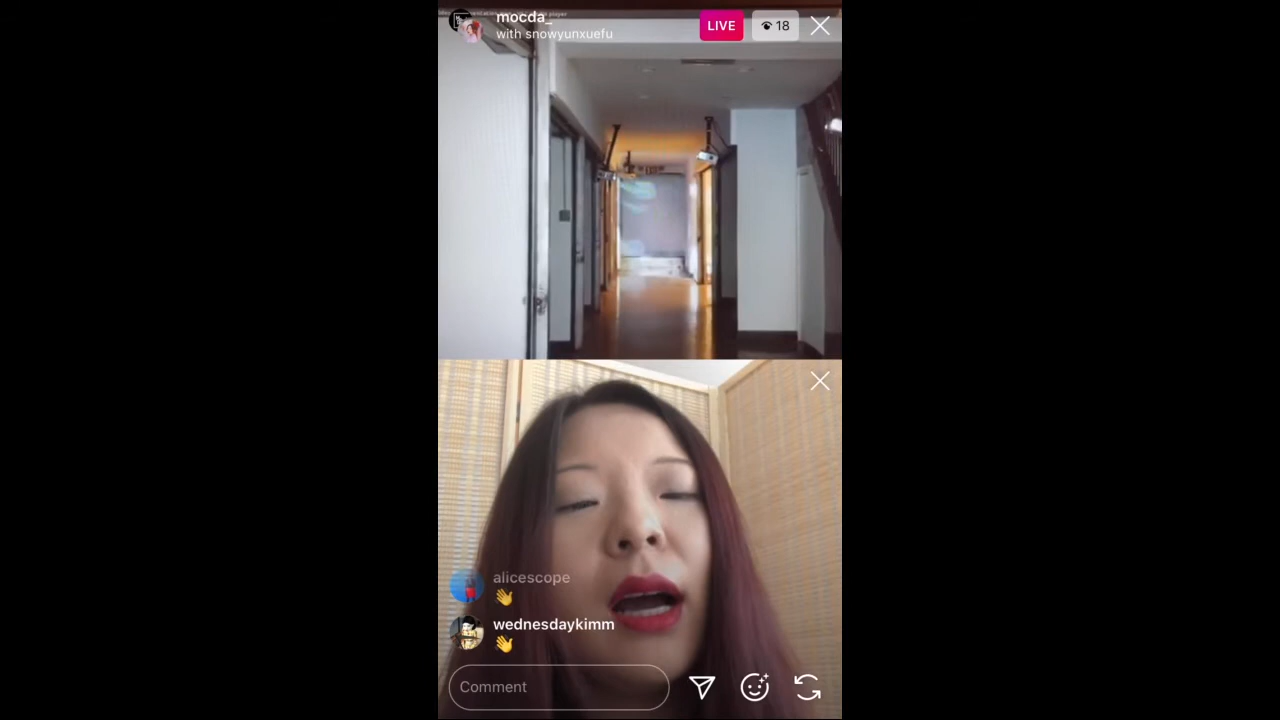 mocda_
with snowyunxuefu
LIVE
18
alicescope
👋
wednesdaykimm
👋
Comment